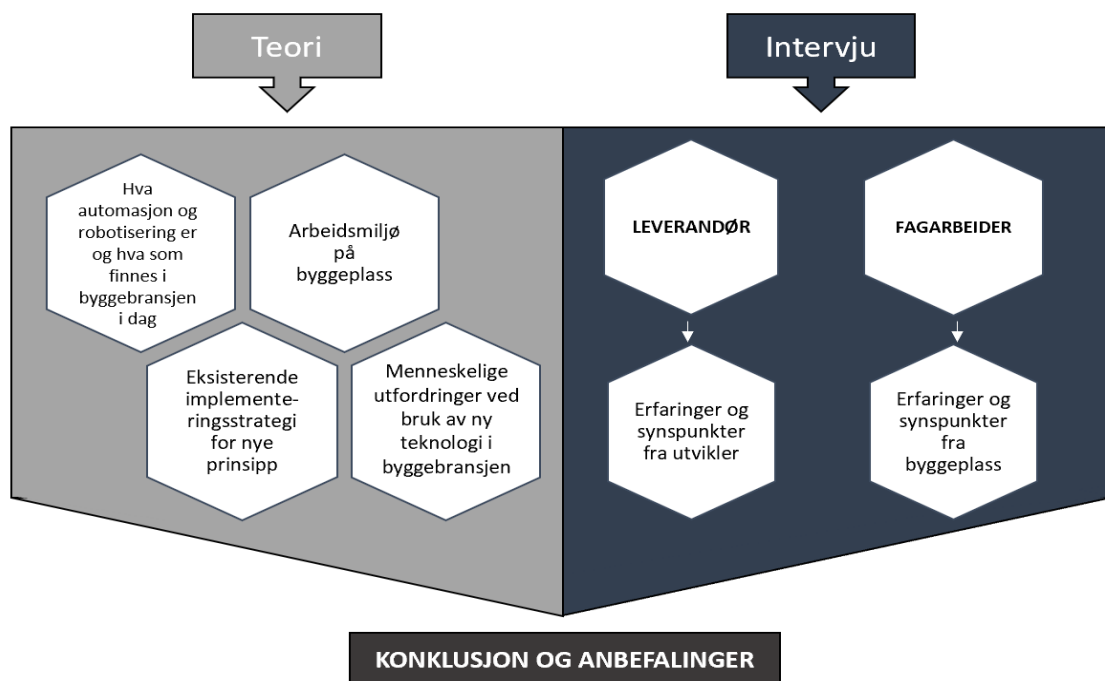 Teori
Intervju
Hva
automasjon og
robotisering er
og hva som
finnes i
byggebransjen
i dag
Arbeidsmiljø
på
byggeplass
Eksisterende
implemente-
ringsstrategi
for nye
prinsipp
Menneskelige
utfordringer ved
bruk av ny
teknologi i
byggebransjen
LEVERANDØR
FAGARBEIDER
Erfaringer og
synspunkter
fra utvikler
Erfaringer og
synspunkter
fra
byggeplass
KONKLUSJON OG ANBEFALINGER